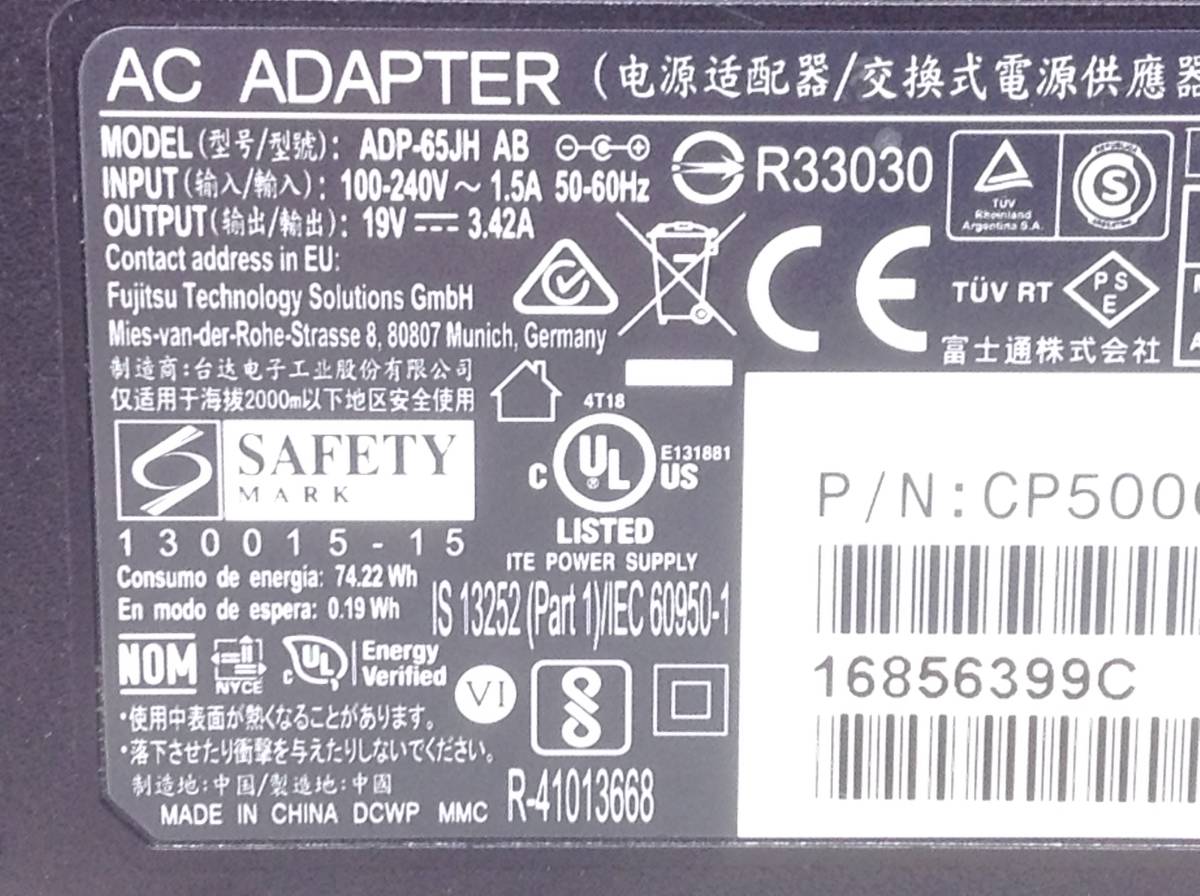 AC ADAPTER (电源适配器/交換式電源供應器
MODEL (型号/型號): ADP-65JH AB
INPUT (输入/輸入): 100-240V ~ 1.5A 50-60Hz
OUTPUT (输出/輸出): 19V ⎓ 3.42A
R33030
TÜV
Rheinland
Argentina S.A.
S
Contact address in EU:
Fujitsu Technology Solutions GmbH
Mies-van-der-Rohe-Strasse 8, 80807 Munich, Germany
CE
TÜV RT
PS
E
富士通株式会社
制造商:台达电子工业股份有限公司
仅适用于海拔2000m以下地区安全使用
SAFETY
MARK
130015-15
4T18
C UL US
®
E131881
LISTED
ITE POWER SUPPLY
Consumo de energía: 74.22 Wh
En modo de espera: 0.19 Wh
IS 13252 (Part 1)/IEC 60950-1
NOM
NYCE
c UL
Energy
Verified
VI
・使用中表面が熱くなることがあります。
・落下させたり衝撃を与えたりしないでください。
制造地:中国/製造地:中國
MADE IN CHINA DCWP MMC
R-41013668
P/N:CP500
16856399C